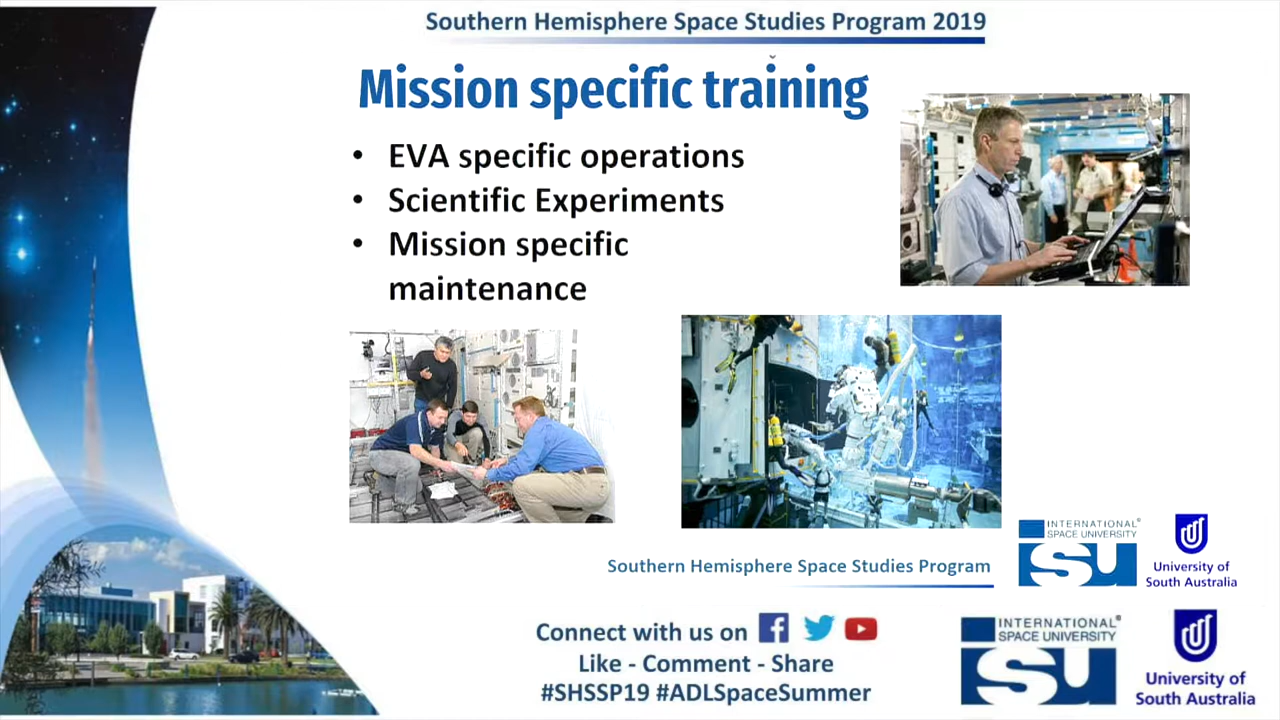 Southern Hemisphere Space Studies Program 2019
Mission specific training
• EVA specific operations
• Scientific Experiments
• Mission specific
maintenance
Southern Hemisphere Space Studies Program
INTERNATIONAL®
SPACE UNIVERSITY
isu
University of
South Australia
Connect with us on
Like - Comment - Share
#SHSSP19 #ADLSpaceSummer
INTERNATIONAL®
SPACE UNIVERSITY
isu
University of
South Australia